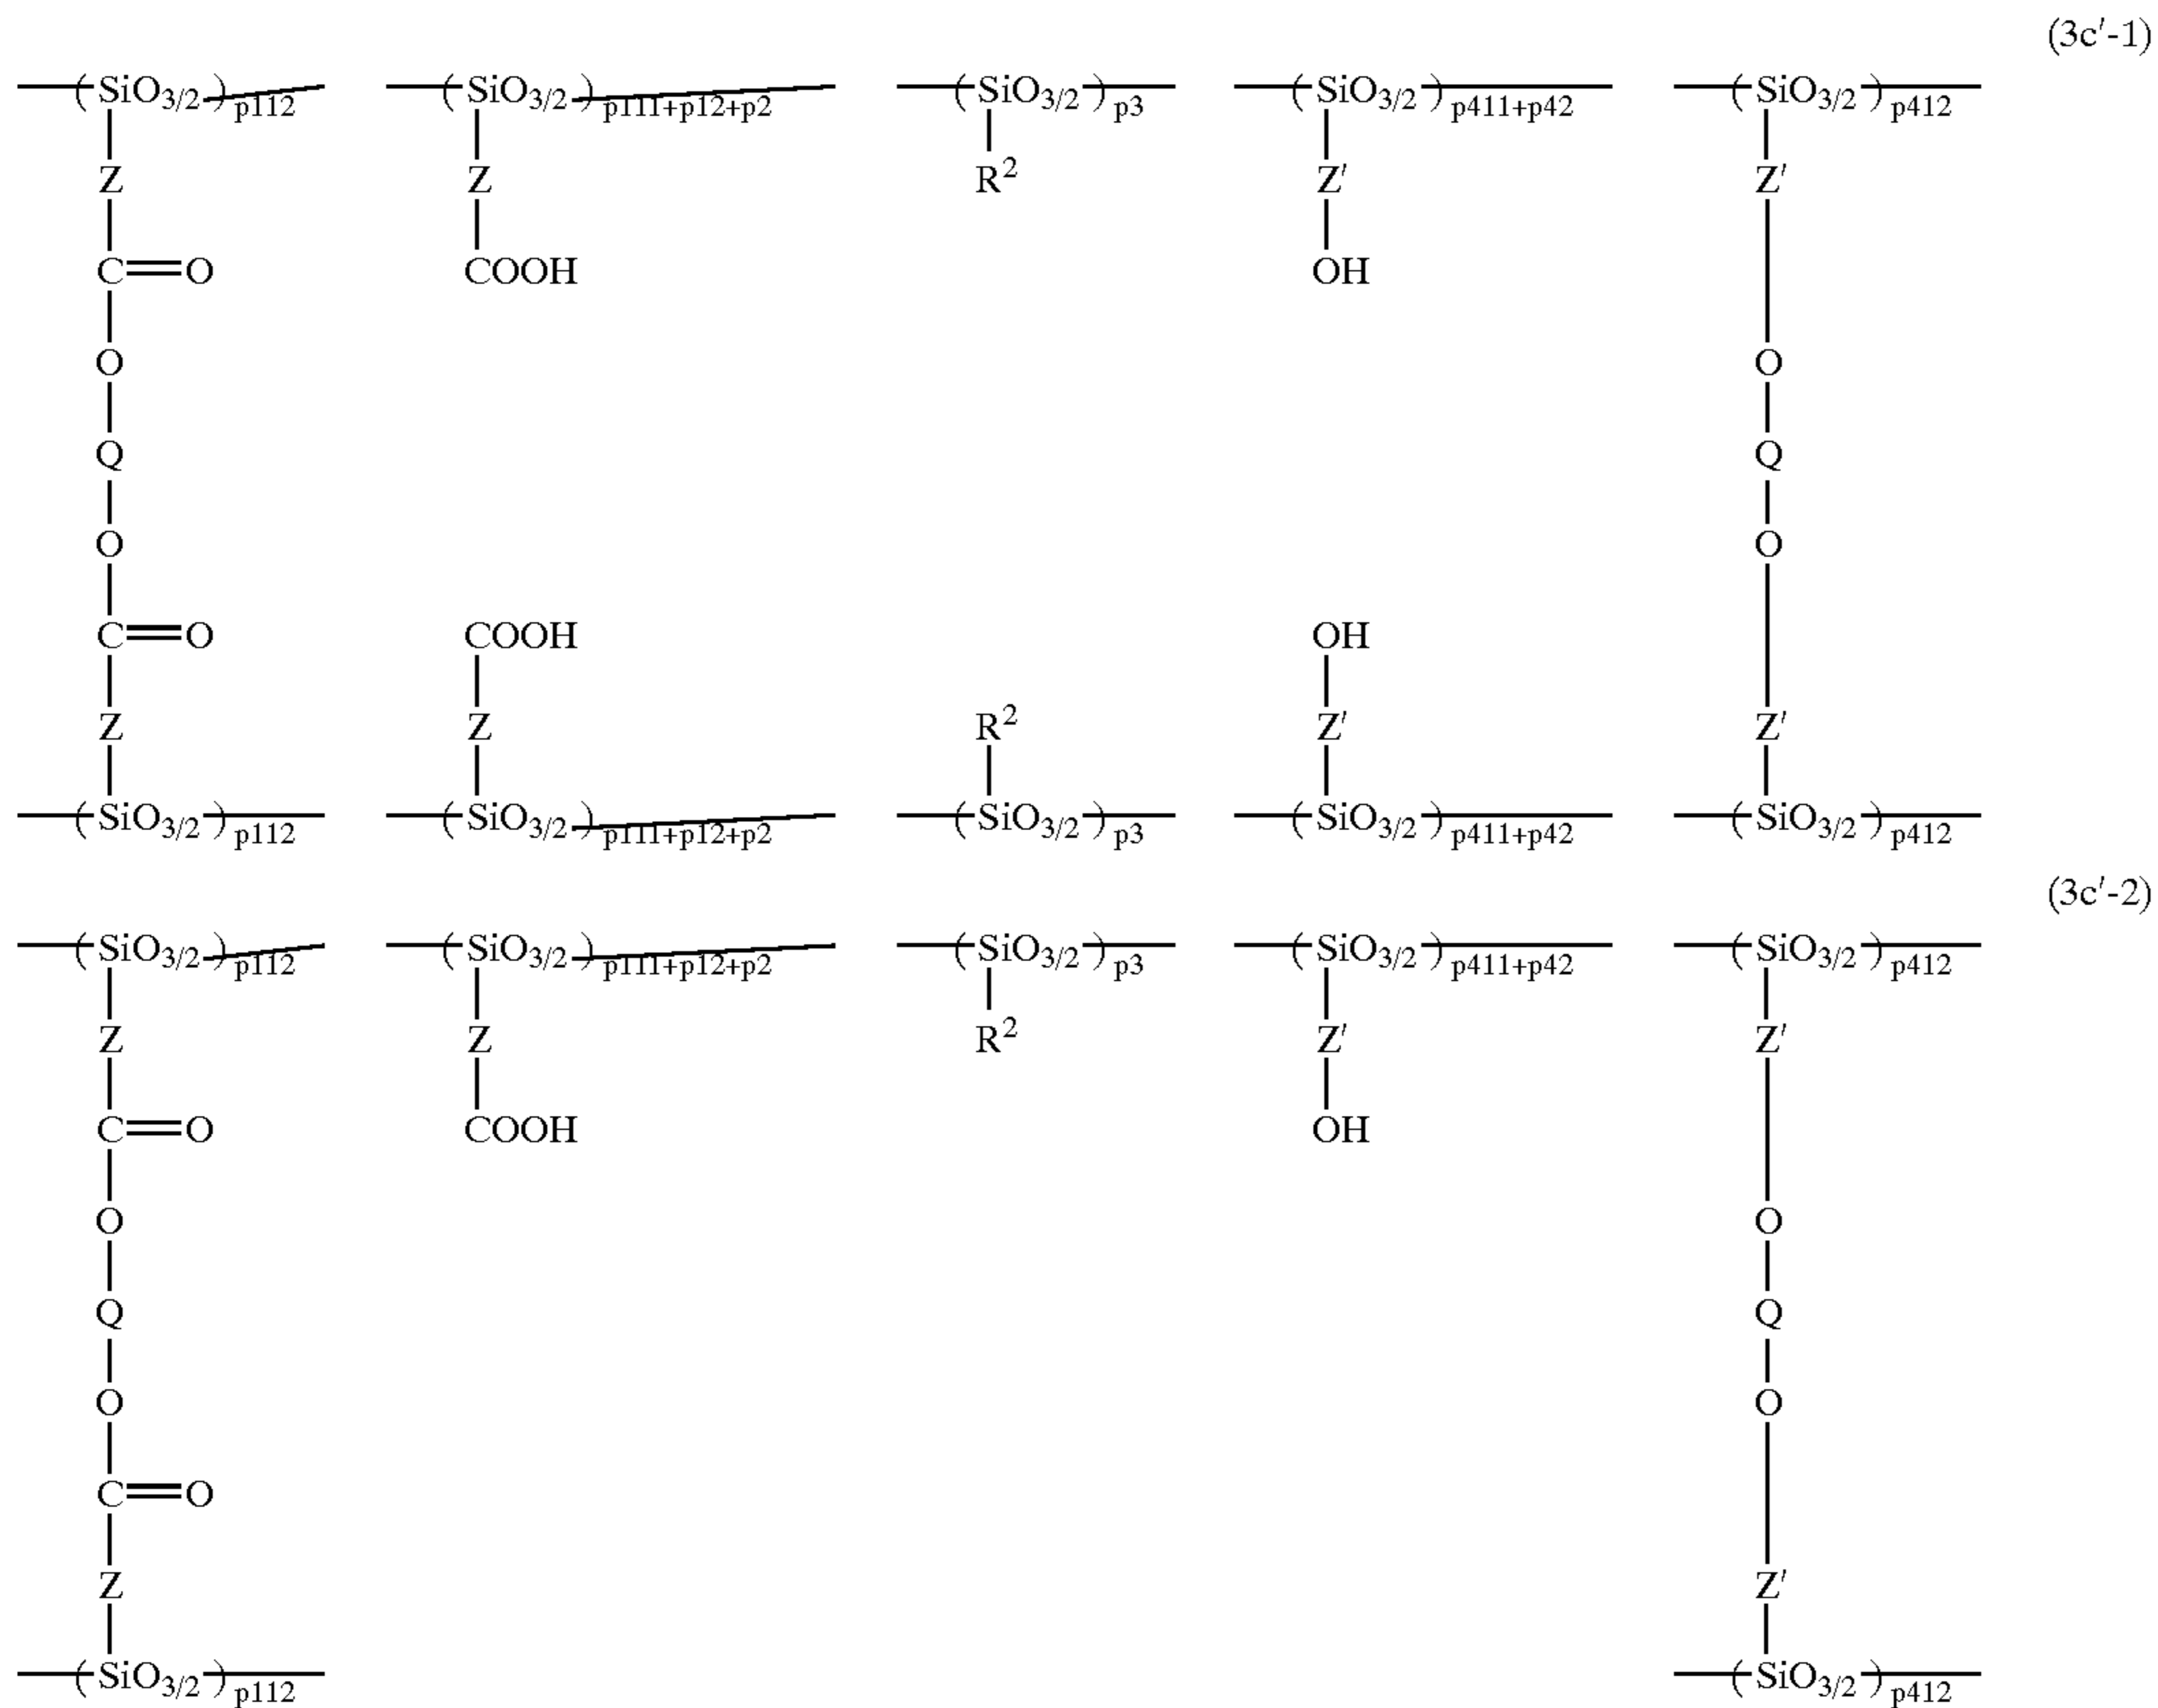 (3c′-1)
(SiO3/2)p112 (SiO3/2)p111+p12+p2 (SiO3/2)p3 (SiO3/2)p411+p42 (SiO3/2)p412
Z Z R2 Z′ Z′
C=O COOH OH
O O
Q Q
O O
C=O COOH OH
Z Z R2 Z′ Z′
(SiO3/2)p112 (SiO3/2)p111+p12+p2 (SiO3/2)p3 (SiO3/2)p411+p42 (SiO3/2)p412
(3c′-2)
(SiO3/2)p112 (SiO3/2)p111+p12+p2 (SiO3/2)p3 (SiO3/2)p411+p42 (SiO3/2)p412
Z Z R2 Z′ Z′
C=O COOH OH
O O
Q Q
O O
C=O
Z Z′
(SiO3/2)p112 (SiO3/2)p412